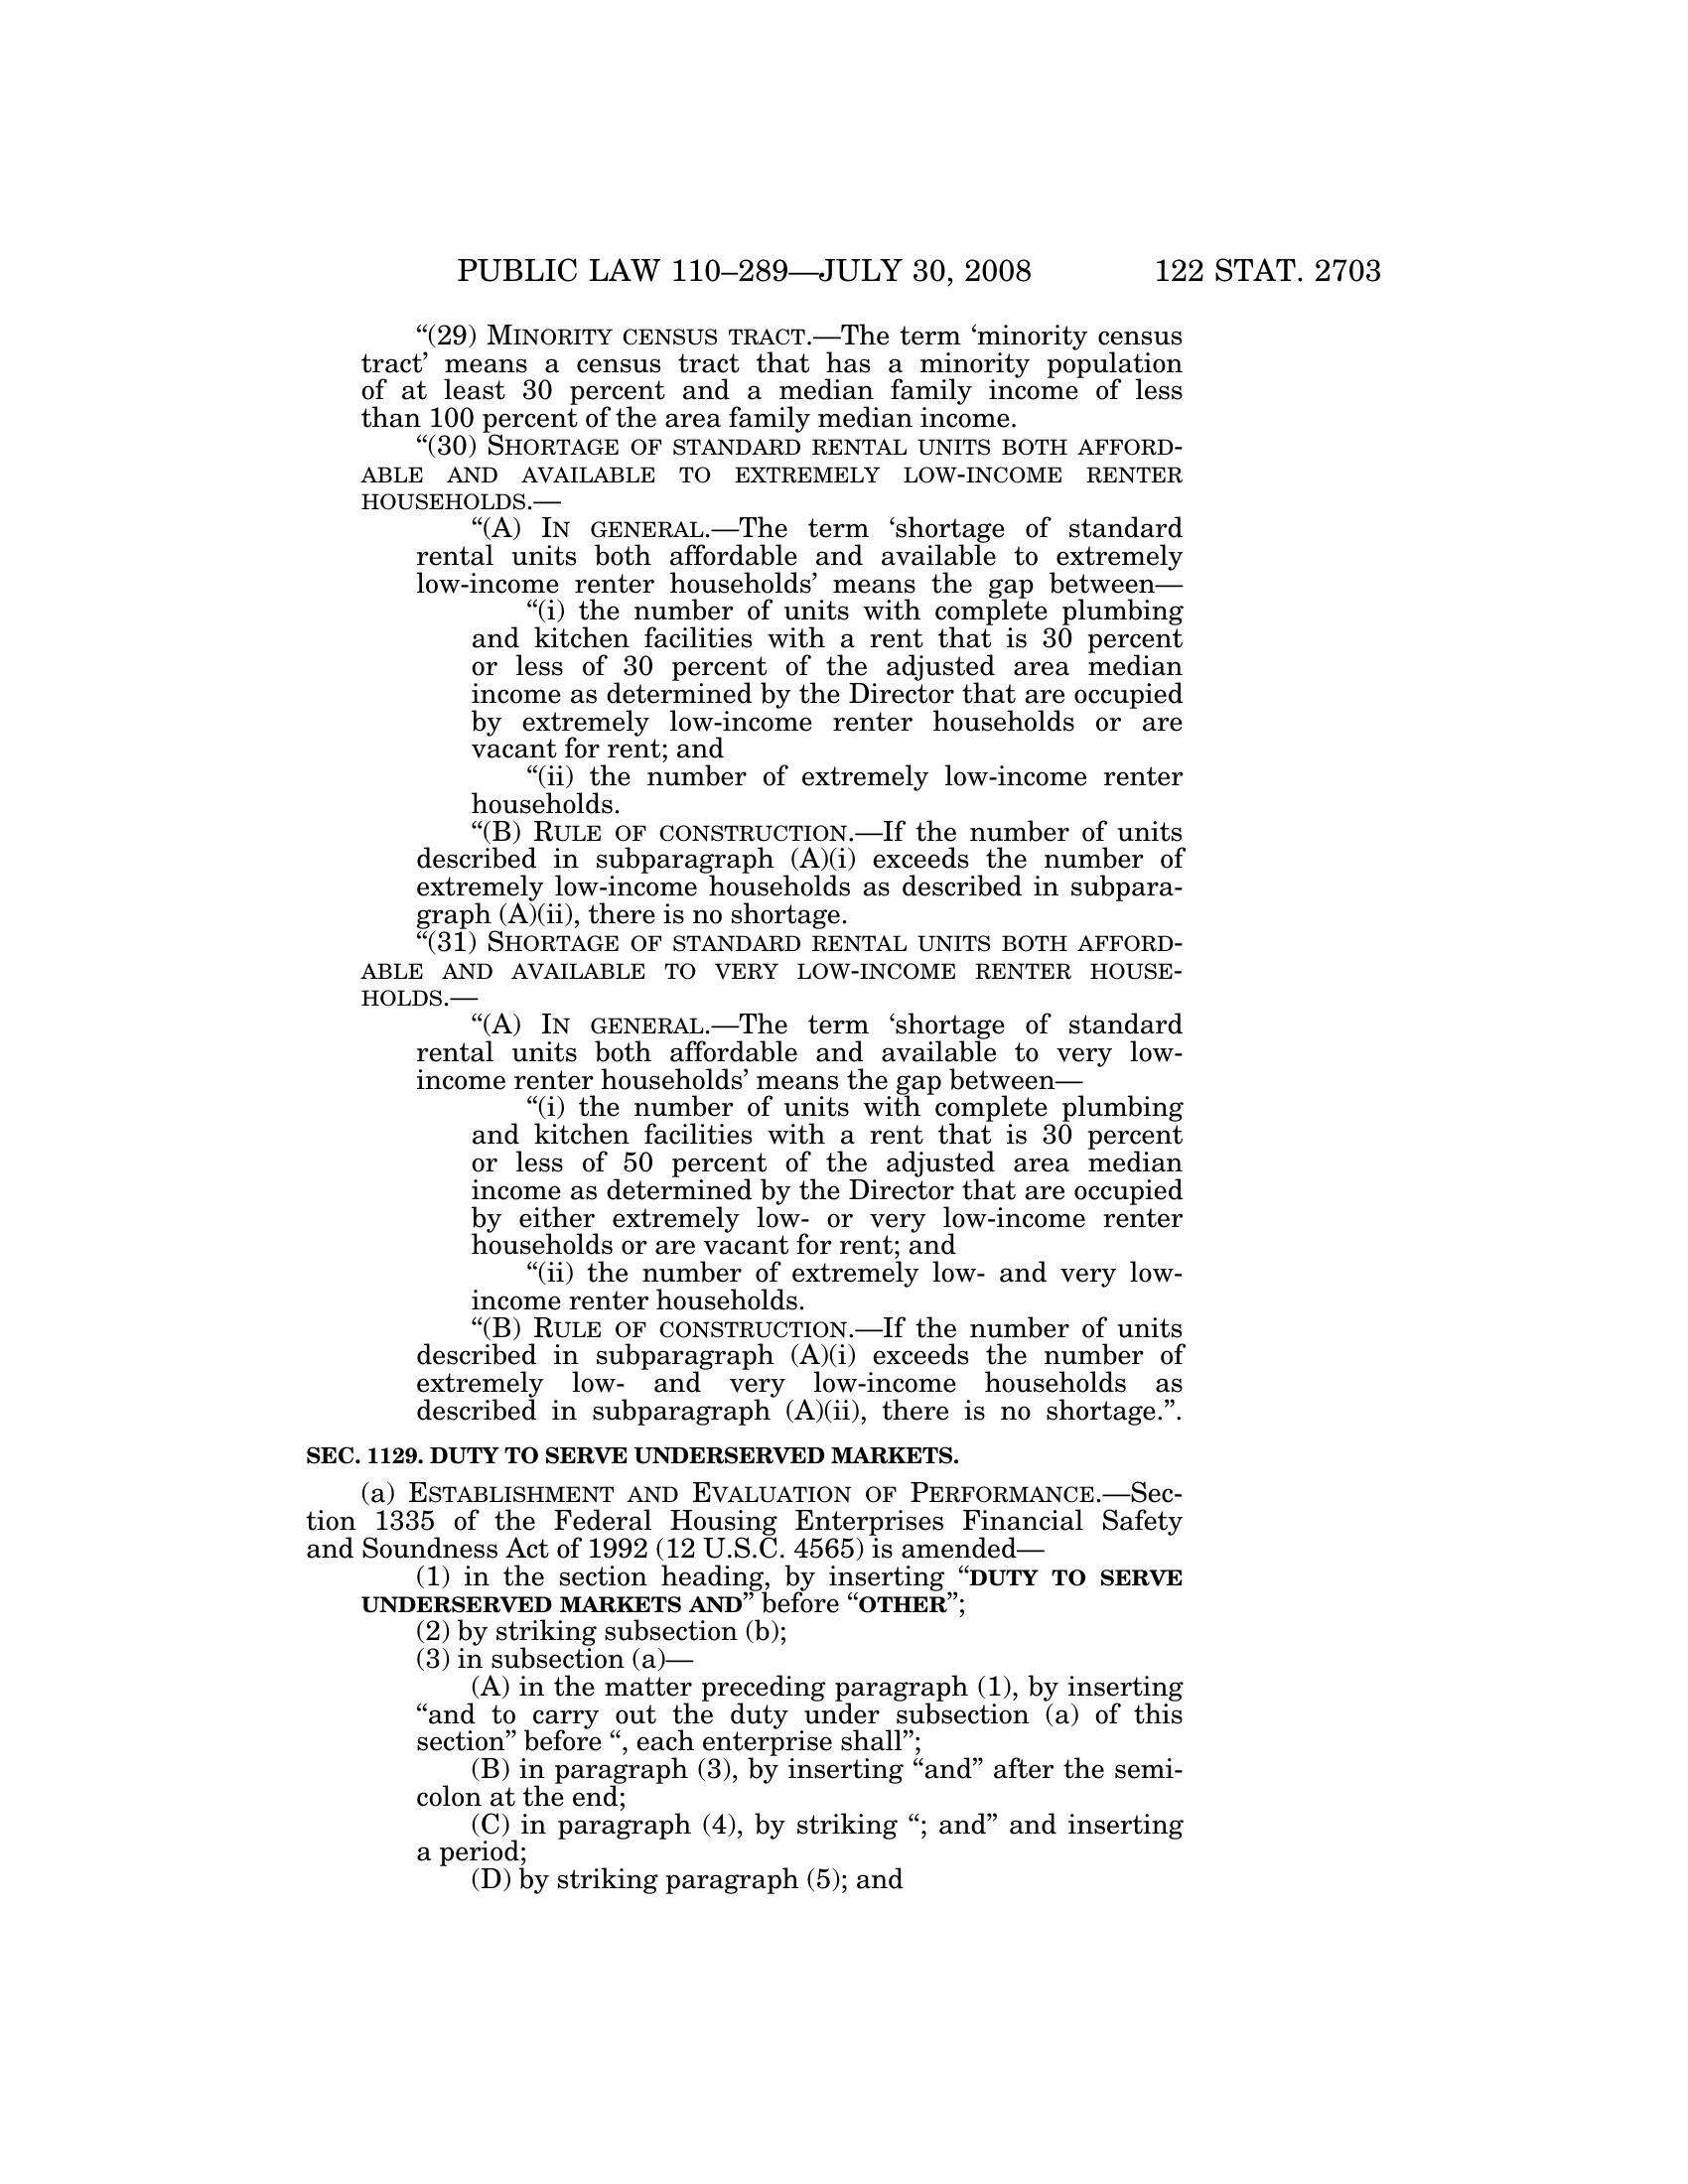 PUBLIC LAW 110–289—JULY 30, 2008 122 STAT. 2703
“(29) MINORITY CENSUS TRACT.—The term ‘minority census
tract’ means a census tract that has a minority population
of at least 30 percent and a median family income of less
than 100 percent of the area family median income.
“(30) SHORTAGE OF STANDARD RENTAL UNITS BOTH AFFORD-
ABLE AND AVAILABLE TO EXTREMELY LOW-INCOME RENTER
HOUSEHOLDS.—
“(A) IN GENERAL.—The term ‘shortage of standard
rental units both affordable and available to extremely
low-income renter households’ means the gap between—
“(i) the number of units with complete plumbing
and kitchen facilities with a rent that is 30 percent
or less of 30 percent of the adjusted area median
income as determined by the Director that are occupied
by extremely low-income renter households or are
vacant for rent; and
“(ii) the number of extremely low-income renter
households.
“(B) RULE OF CONSTRUCTION.—If the number of units
described in subparagraph (A)(i) exceeds the number of
extremely low-income households as described in subpara-
graph (A)(ii), there is no shortage.
“(31) SHORTAGE OF STANDARD RENTAL UNITS BOTH AFFORD-
ABLE AND AVAILABLE TO VERY LOW-INCOME RENTER HOUSE-
HOLDS.—
“(A) IN GENERAL.—The term ‘shortage of standard
rental units both affordable and available to very low-
income renter households’ means the gap between—
“(i) the number of units with complete plumbing
and kitchen facilities with a rent that is 30 percent
or less of 50 percent of the adjusted area median
income as determined by the Director that are occupied
by either extremely low- or very low-income renter
households or are vacant for rent; and
“(ii) the number of extremely low- and very low-
income renter households.
“(B) RULE OF CONSTRUCTION.—If the number of units
described in subparagraph (A)(i) exceeds the number of
extremely low- and very low-income households as
described in subparagraph (A)(ii), there is no shortage.”.
SEC. 1129. DUTY TO SERVE UNDERSERVED MARKETS.
(a) ESTABLISHMENT AND EVALUATION OF PERFORMANCE.—Sec-
tion 1335 of the Federal Housing Enterprises Financial Safety
and Soundness Act of 1992 (12 U.S.C. 4565) is amended—
(1) in the section heading, by inserting “DUTY TO SERVE
UNDERSERVED MARKETS AND” before “OTHER”;
(2) by striking subsection (b);
(3) in subsection (a)—
(A) in the matter preceding paragraph (1), by inserting
“and to carry out the duty under subsection (a) of this
section” before “, each enterprise shall”;
(B) in paragraph (3), by inserting “and” after the semi-
colon at the end;
(C) in paragraph (4), by striking “; and” and inserting
a period;
(D) by striking paragraph (5); and